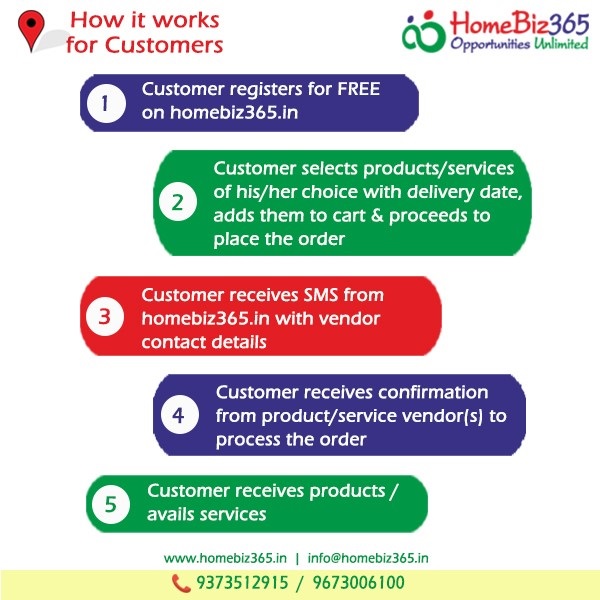 How it works
for Customers
HomeBiz365
Opportunities Unlimited
1
Customer registers for FREE
on homebiz365.in
2
Customer selects products/services
of his/her choice with delivery date,
adds them to cart & proceeds to
place the order
3
Customer receives SMS from
homebiz365.in with vendor
contact details
4
Customer receives confirmation
from product/service vendor(s) to
process the order
5
Customer receives products /
avails services
www.homebiz365.in | info@homebiz365.in
9373512915 / 9673006100